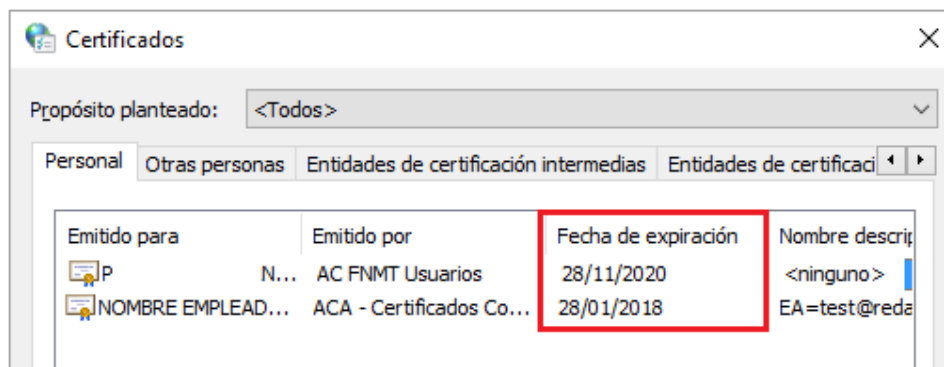 Certificados
Propósito planteado: <Todos>
Personal Otras personas Entidades de certificación intermedias Entidades de certificaci
Emitido para Emitido por Fecha de expiración Nombre descrip
P N... AC FNMT Usuarios 28/11/2020 <ninguno>
NOMBRE EMPLEAD... ACA - Certificados Co... 28/01/2018 EA=test@reda